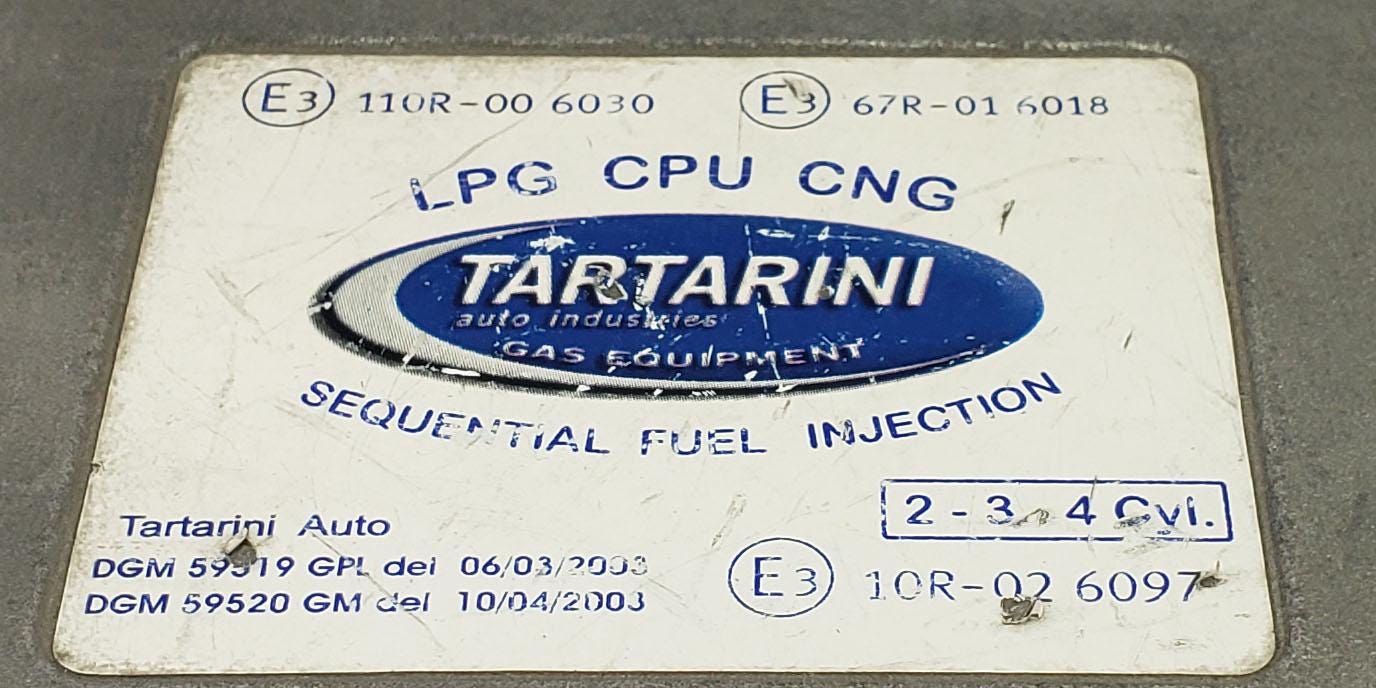 E3 110R-00 6030 E3 67R-01 6018
LPG CPU CNG
TARTARINI
auto industries
GAS EQUIPMENT
SEQUENTIAL FUEL INJECTION
2 - 3 - 4 Cyl.
Tartarini Auto
DGM 59519 GPL del 06/03/2003
DGM 59520 GM del 10/04/2003
E3 10R-02 6097